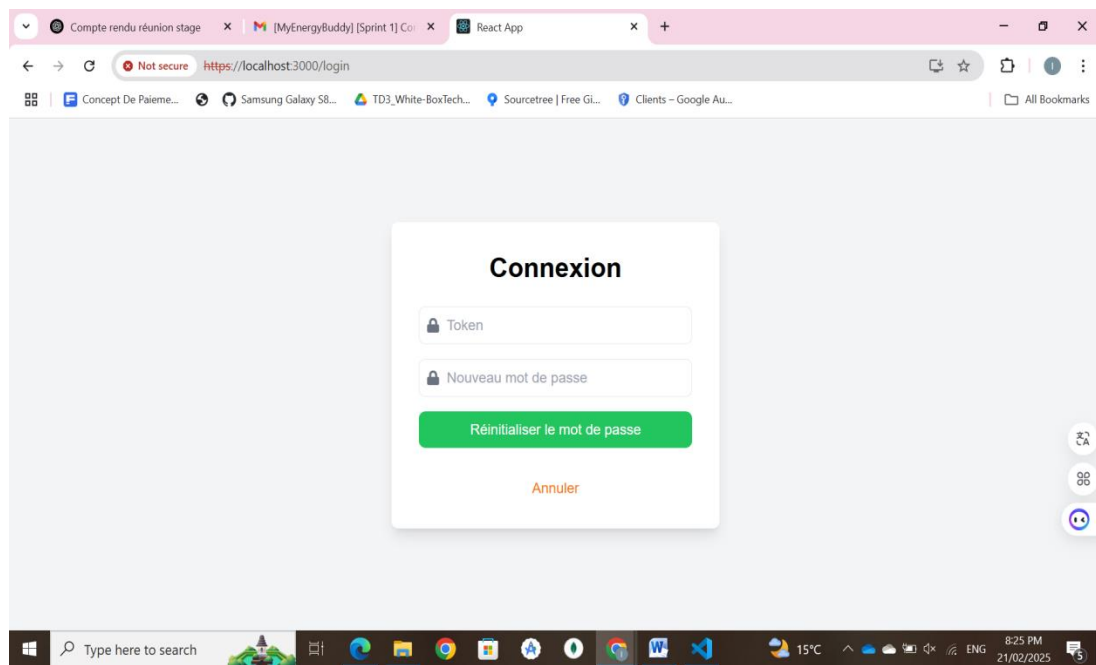 Compte rendu réunion stage
[MyEnergyBuddy] [Sprint 1] Co
React App
Not secure https://localhost:3000/login
Concept De Paieme...
Samsung Galaxy S8...
TD3_White-BoxTech...
Sourcetree | Free Gi...
Clients – Google Au...
All Bookmarks
Connexion
Token
Nouveau mot de passe
Réinitialiser le mot de passe
Annuler
Type here to search
15°C
ENG
8:25 PM
21/02/2025
5